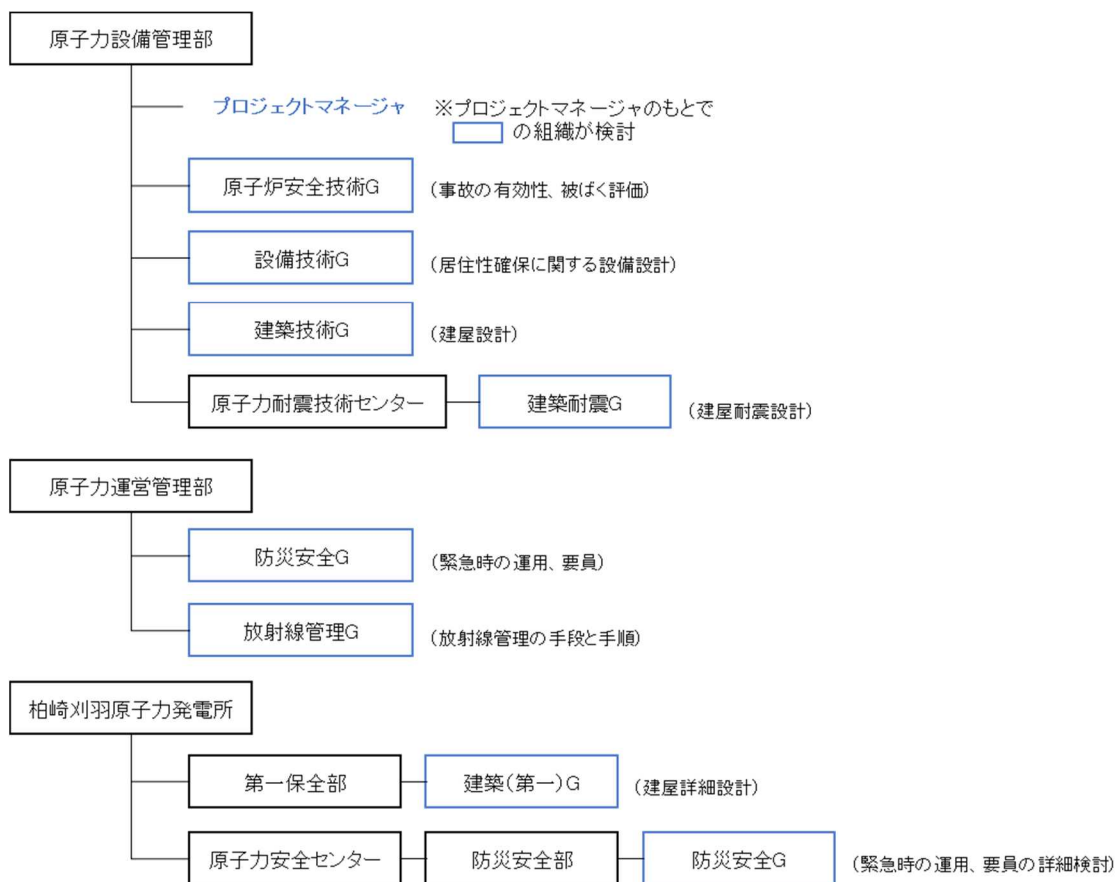 原子力設備管理部
プロジェクトマネージャ ※プロジェクトマネージャのもとで
の組織が検討
原子炉安全技術G (事故の有効性、被ばく評価)
設備技術G (居住性確保に関する設備設計)
建築技術G (建屋設計)
原子力耐震技術センター 建築耐震G (建屋耐震設計)
原子力運営管理部
防災安全G (緊急時の運用、要員)
放射線管理G (放射線管理の手段と手順)
柏崎刈羽原子力発電所
第一保全部 建築(第一)G (建屋詳細設計)
原子力安全センター 防災安全部 防災安全G (緊急時の運用、要員の詳細検討)